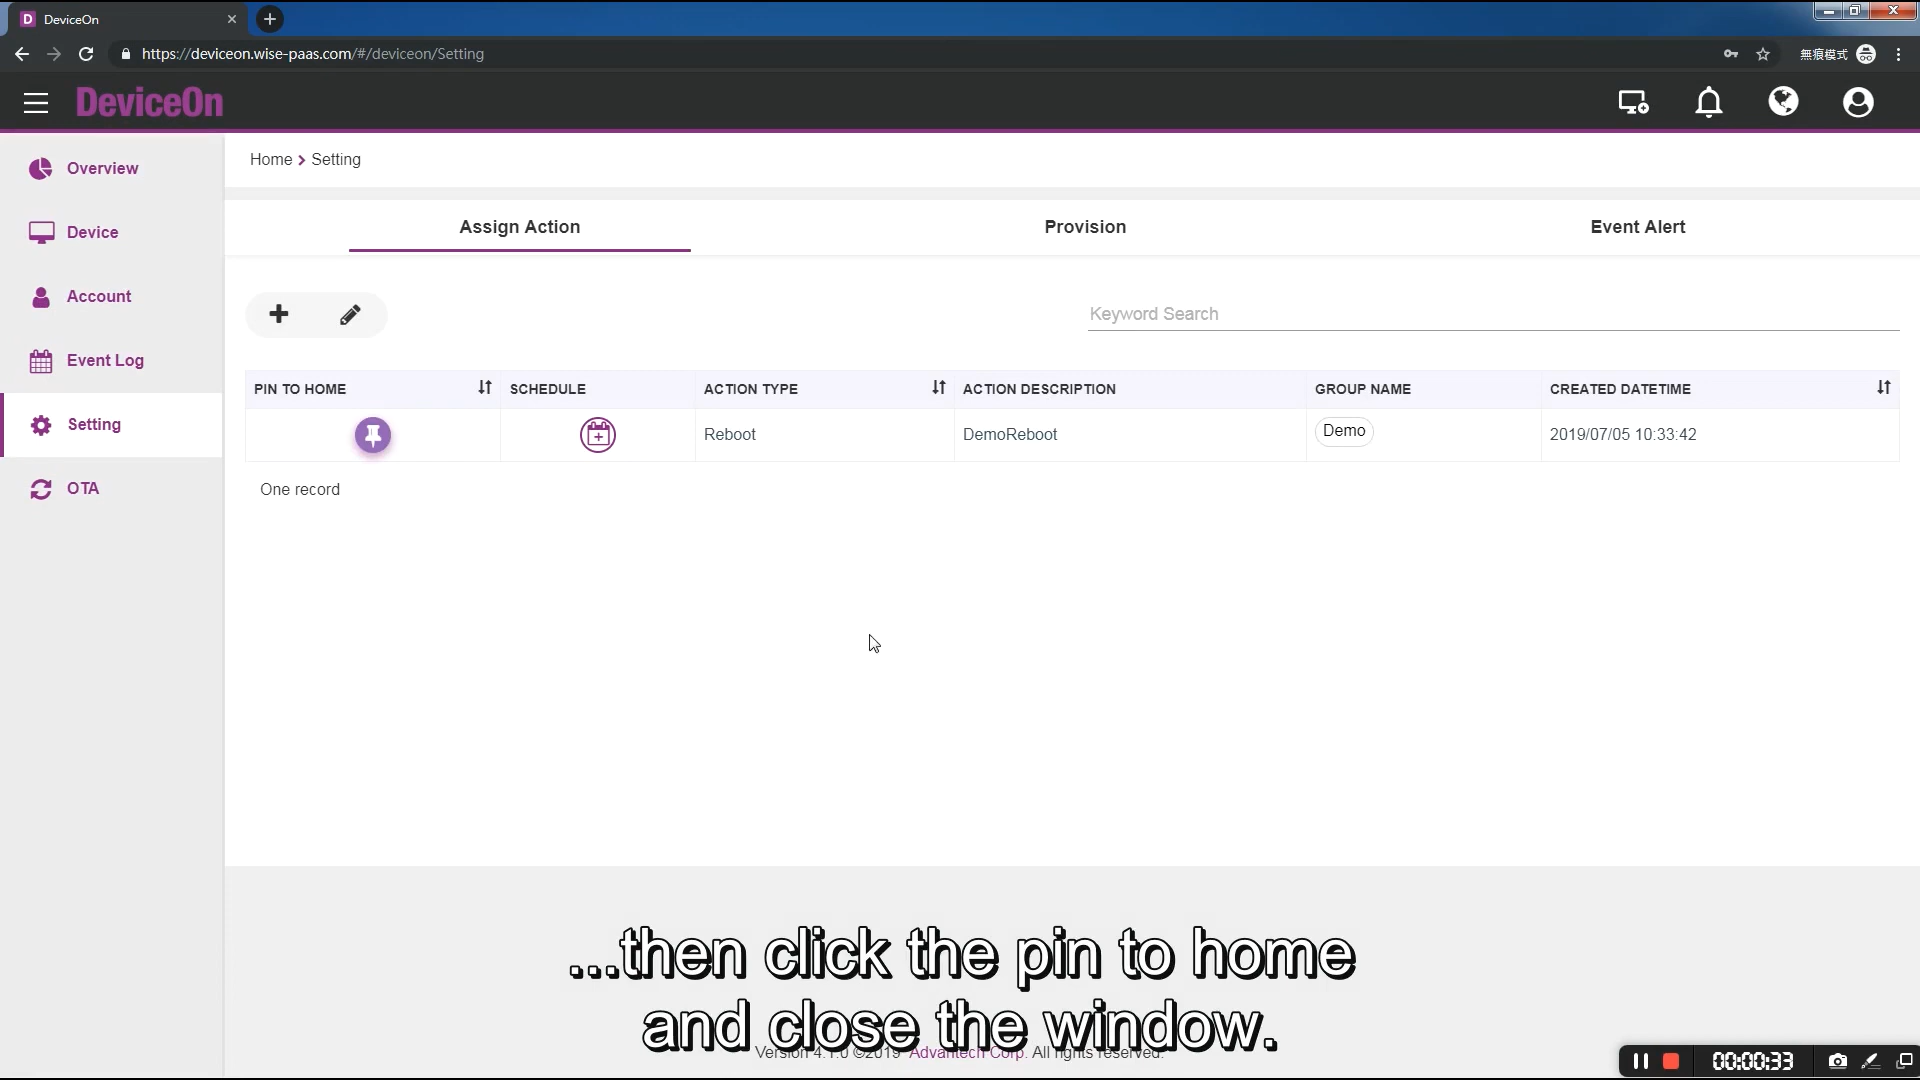 D DeviceOn
https://deviceon.wise-paas.com/#/deviceon/Setting
無痕模式
DeviceOn
Overview
Device
Account
Event Log
Setting
OTA
Home > Setting
Assign Action Provision Event Alert
Keyword Search
PIN TO HOME SCHEDULE ACTION TYPE ACTION DESCRIPTION GROUP NAME CREATED DATETIME
Reboot DemoReboot Demo 2019/07/05 10:33:42
One record
...then click the pin to home
and close the window.
Version 4.1.0 ©2019 Advantech Corp. All rights reserved.
00:00:33